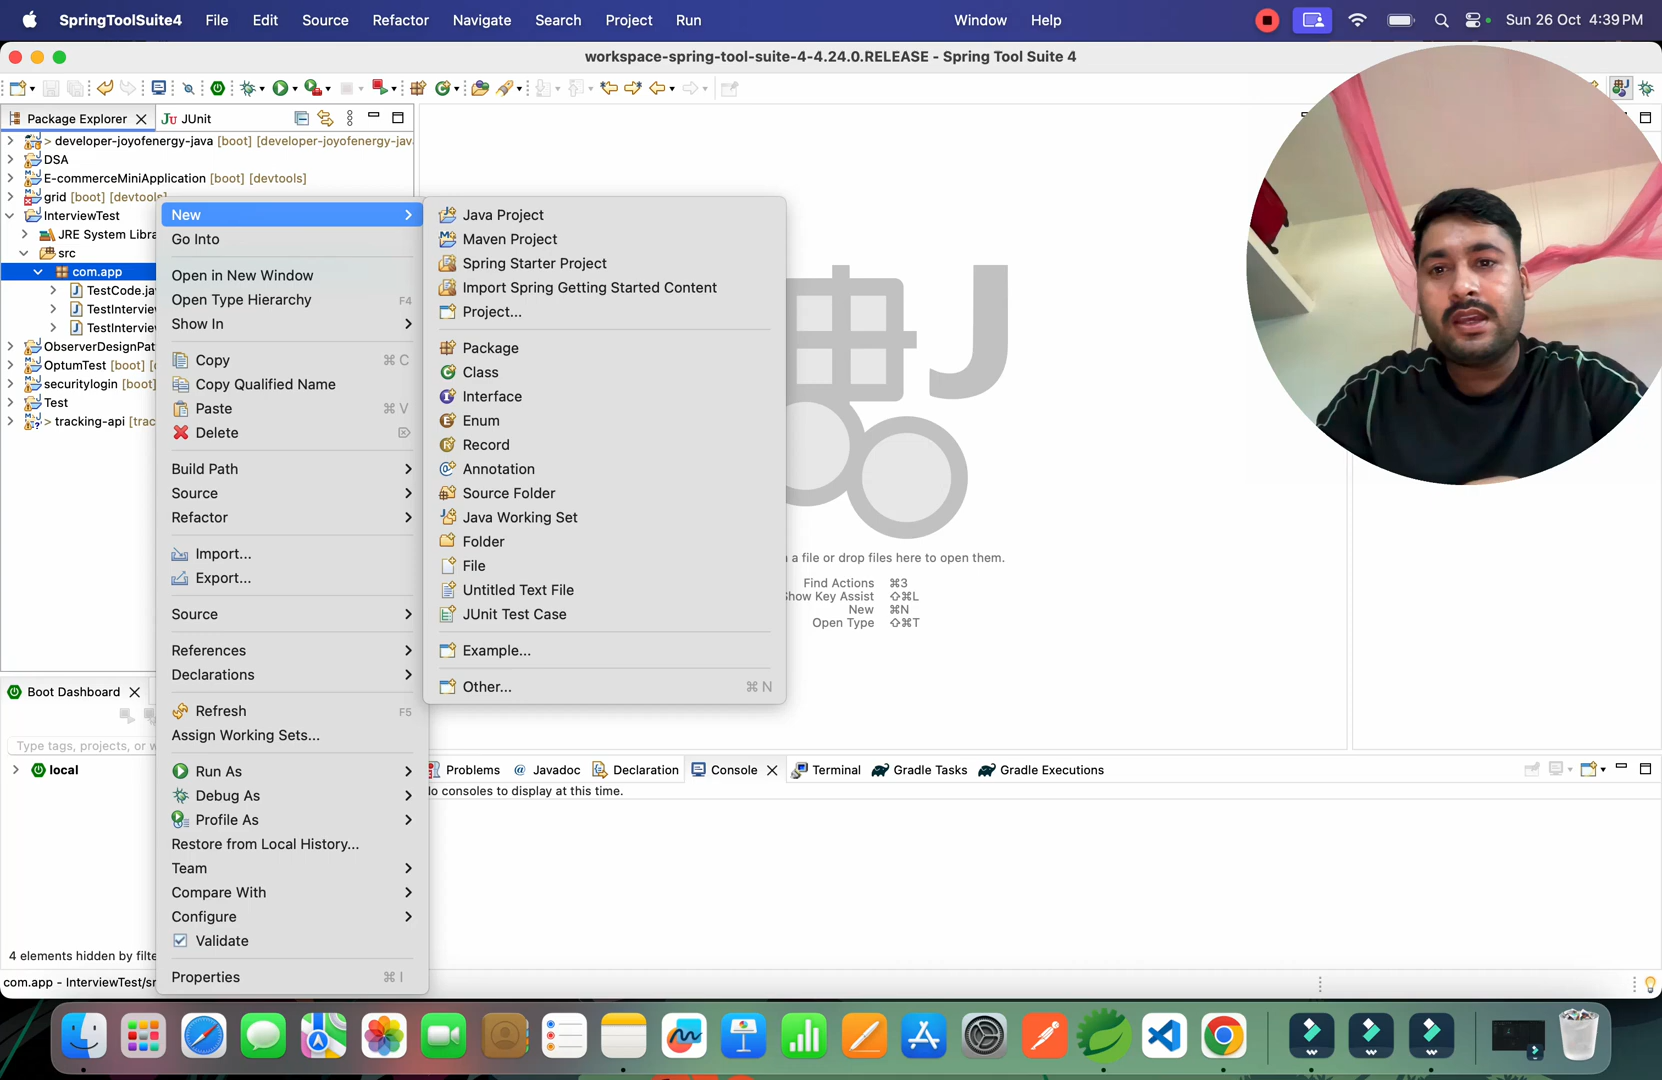 SpringToolSuite4 File Edit Source Refactor Navigate Search Project Run Window Help Sun 26 Oct 4:39 PM
workspace-spring-tool-suite-4-4.24.0.RELEASE - Spring Tool Suite 4
Package Explorer JUnit
> developer-joyofenergy-java [boot] [developer-joyofenergy-jav
DSA
E-commerceMiniApplication [boot] [devtools]
grid [boot] [devtools]
InterviewTest
JRE System Libra
src
com.app
TestCode.ja
TestIntervie
TestIntervie
ObserverDesignPat
OptumTest [boot] [d
securitylogin [boot]
Test
> tracking-api [trac
New
Go Into
Open in New Window
Open Type Hierarchy F4
Show In
Copy ⌘ C
Copy Qualified Name
Paste ⌘ V
Delete ⌦
Build Path
Source
Refactor
Import...
Export...
Source
References
Declarations
Refresh F5
Assign Working Sets...
Run As
Debug As
Profile As
Restore from Local History...
Team
Compare With
Configure
Validate
Properties ⌘ I
Java Project
Maven Project
Spring Starter Project
Import Spring Getting Started Content
Project...
Package
Class
Interface
Enum
Record
Annotation
Source Folder
Java Working Set
Folder
File
Untitled Text File
JUnit Test Case
Example...
Other... ⌘ N
a file or drop files here to open them.
Find Actions ⌘3
Show Key Assist ⇧⌘L
New ⌘N
Open Type ⇧⌘T
Boot Dashboard
Type tags, projects, or w
local
4 elements hidden by filte
Problems Javadoc Declaration Console Terminal Gradle Tasks Gradle Executions
No consoles to display at this time.
com.app - InterviewTest/sr